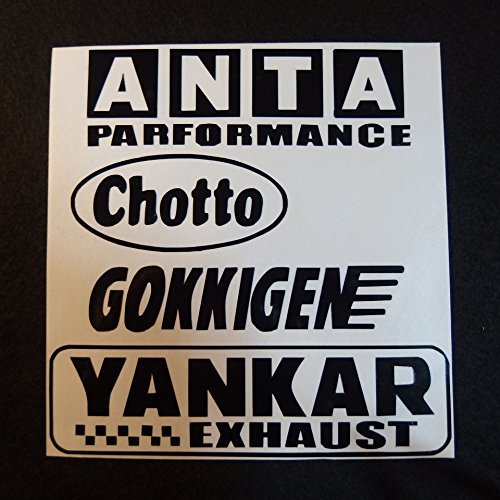 ANTA
PARFORMANCE
Chotto
GOKKIGEN
YANKAR
EXHAUST